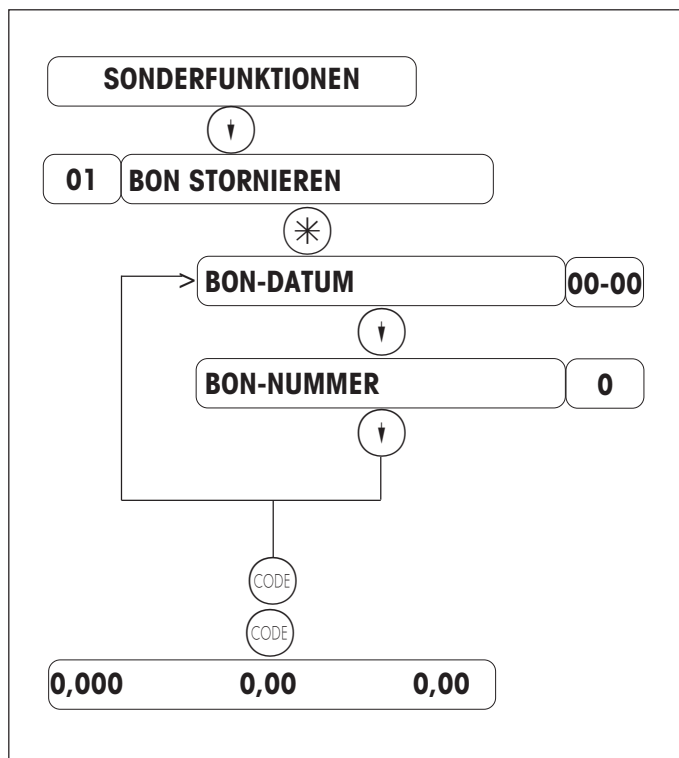 SONDERFUNKTIONEN
01 BON STORNIEREN
BON-DATUM 00-00
BON-NUMMER 0
CODE
CODE
0,000 0,00 0,00